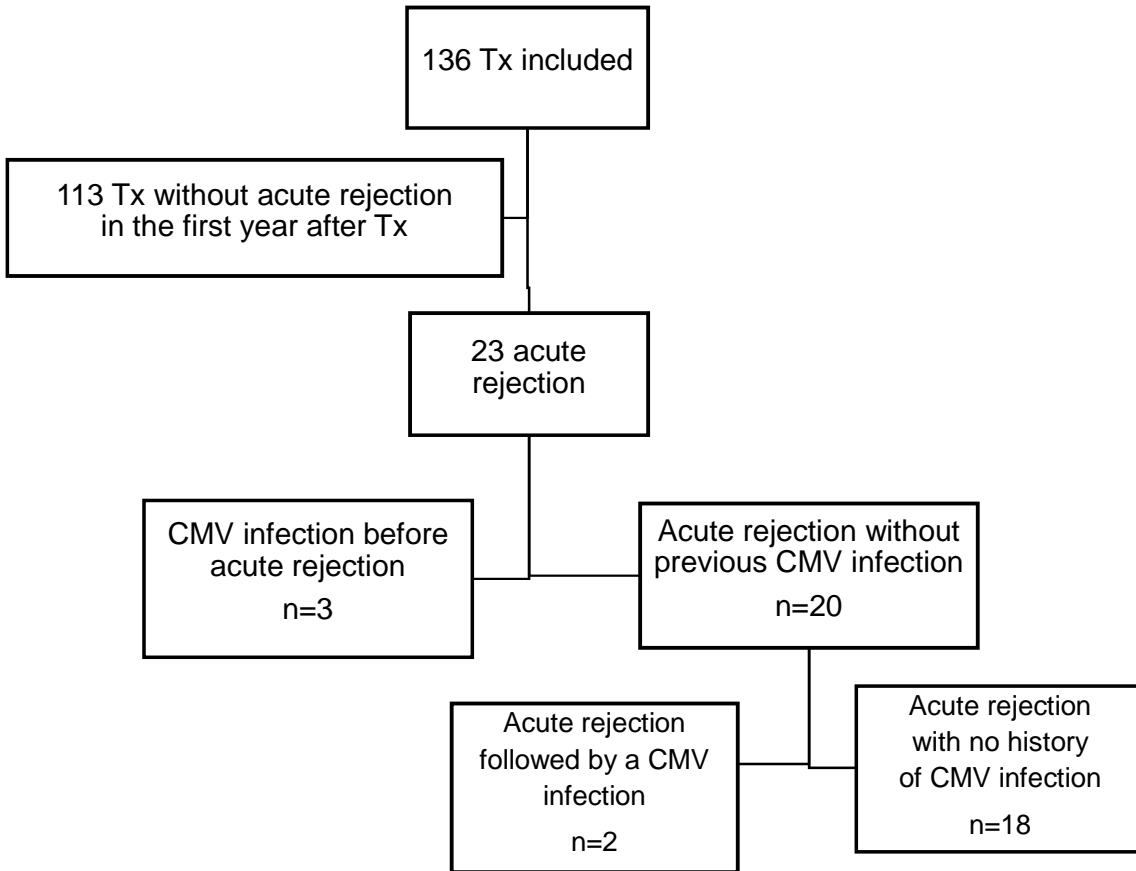 136 Tx included
113 Tx without acute rejection
in the first year after Tx
23 acute
rejection
CMV infection before
acute rejection
n=3
Acute rejection without
previous CMV infection
n=20
Acute rejection
followed by a CMV
infection
n=2
Acute rejection
with no history
of CMV infection
n=18